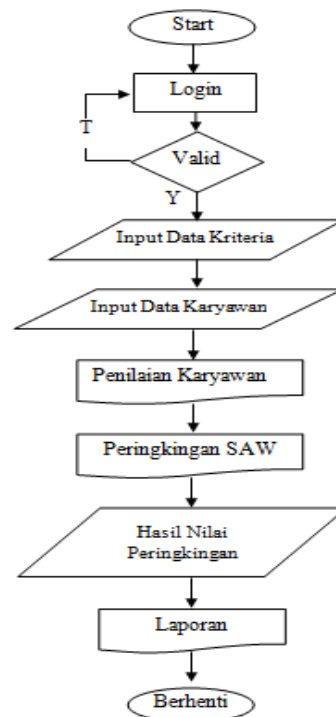 Start
Login
T
Valid
Y
Input Data Kriteria
Input Data Karyawan
Penilaian Karyawan
Peringkingan SAW
Hasil Nilai
Peringkingan
Laporan
Berhenti